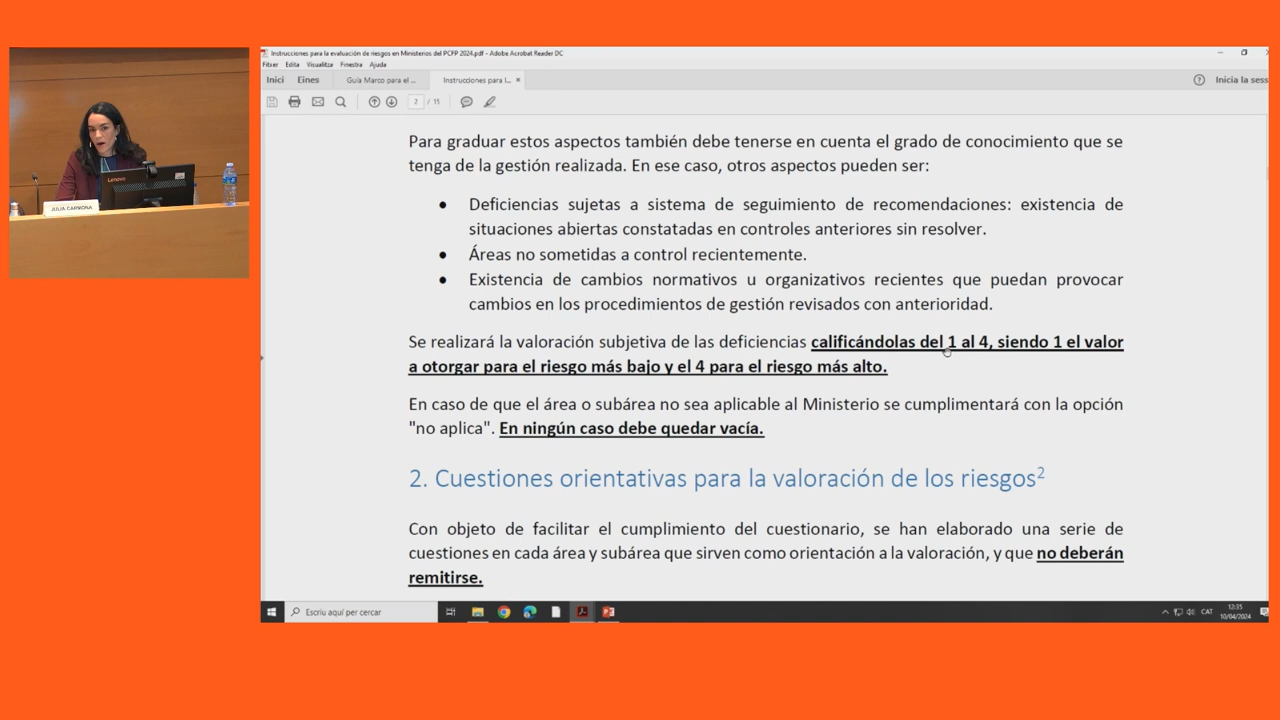 Instrucciones para la evaluación de riesgos en Ministerios del PCFP 2024.pdf - Adobe Acrobat Reader DC
Fitxer Edita Visualitza Finestra Ajuda
Inici Eines Guía Marco para el ... Instrucciones para l... × Inicia la sess
2 / 15
Para graduar estos aspectos también debe tenerse en cuenta el grado de conocimiento que se
tenga de la gestión realizada. En ese caso, otros aspectos pueden ser:
• Deficiencias sujetas a sistema de seguimiento de recomendaciones: existencia de
situaciones abiertas constatadas en controles anteriores sin resolver.
• Áreas no sometidas a control recientemente.
• Existencia de cambios normativos u organizativos recientes que puedan provocar
cambios en los procedimientos de gestión revisados con anterioridad.
Se realizará la valoración subjetiva de las deficiencias calificándolas del 1 al 4, siendo 1 el valor
a otorgar para el riesgo más bajo y el 4 para el riesgo más alto.
En caso de que el área o subárea no sea aplicable al Ministerio se cumplimentará con la opción
"no aplica". En ningún caso debe quedar vacía.
2. Cuestiones orientativas para la valoración de los riesgos2
Con objeto de facilitar el cumplimiento del cuestionario, se han elaborado una serie de
cuestiones en cada área y subárea que sirven como orientación a la valoración, y que no deberán
remitirse.
Escriu aquí per cercar
CAT
13:35
10/04/2024
Lenovo
JULIA CARMONA